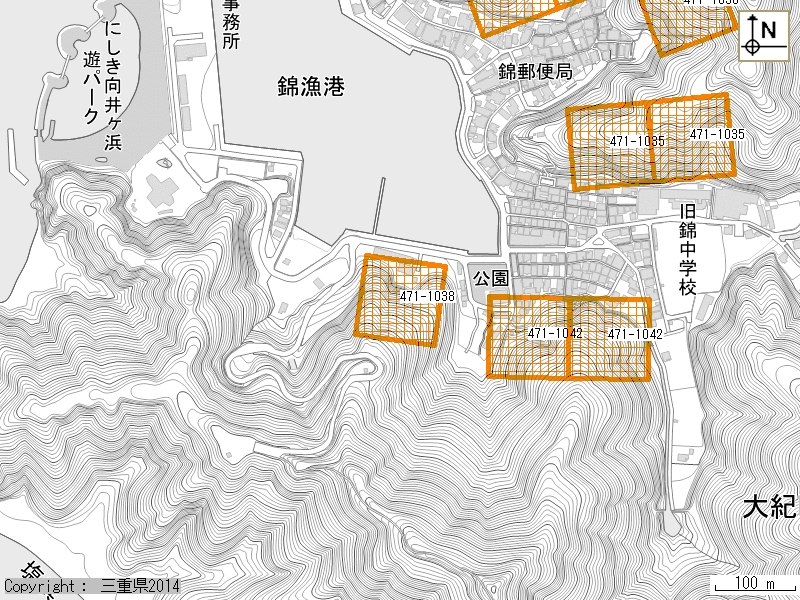 471-1038
N
事務所
にしき向井ヶ浜
遊パーク
錦漁港
錦郵便局
471-1035
471-1035
旧錦中学校
公園
471-1038
471-1042
471-1042
大紀
Copyright : 三重県2014
100 m